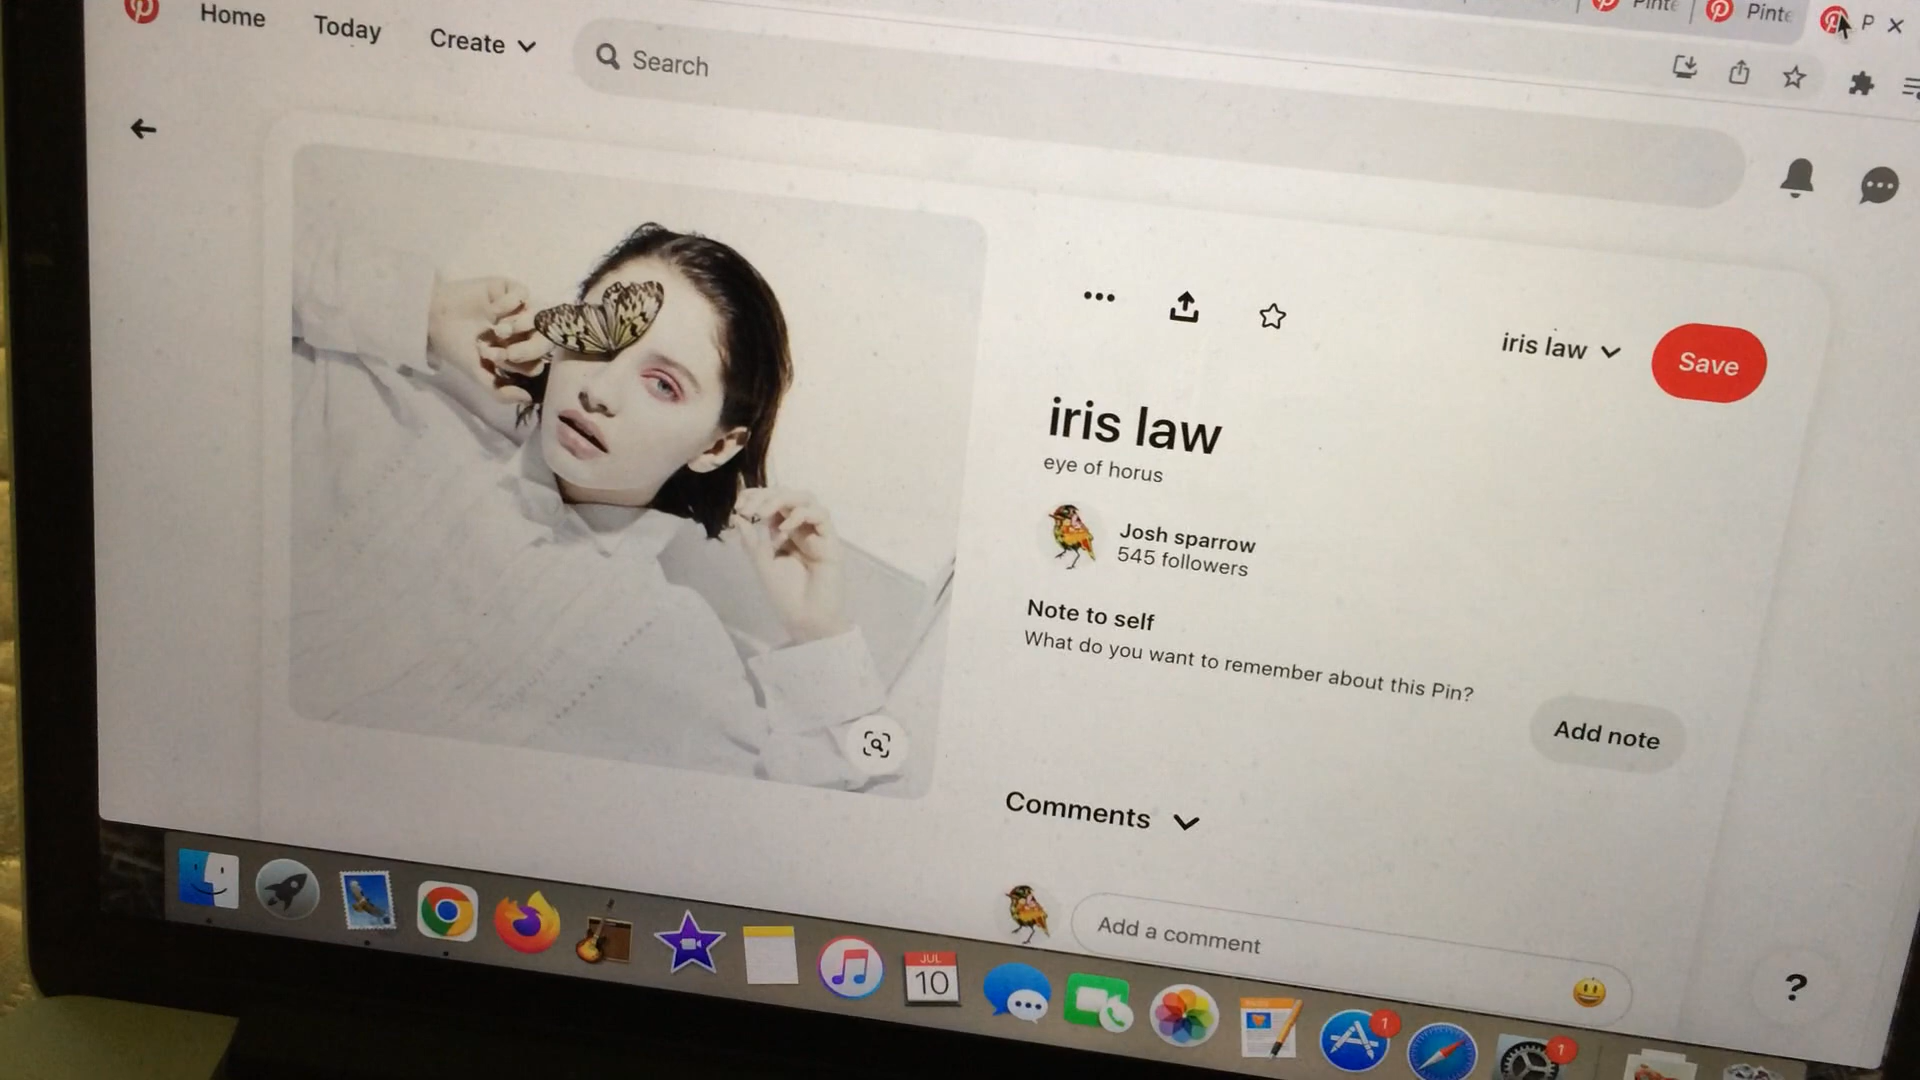 Pinte
Pinte
P
Home
Today
Create
Search
iris law
Save
iris law
eye of horus
Josh sparrow
545 followers
Note to self
What do you want to remember about this Pin?
Add note
Comments
Add a comment
?
JUL
10
1
1